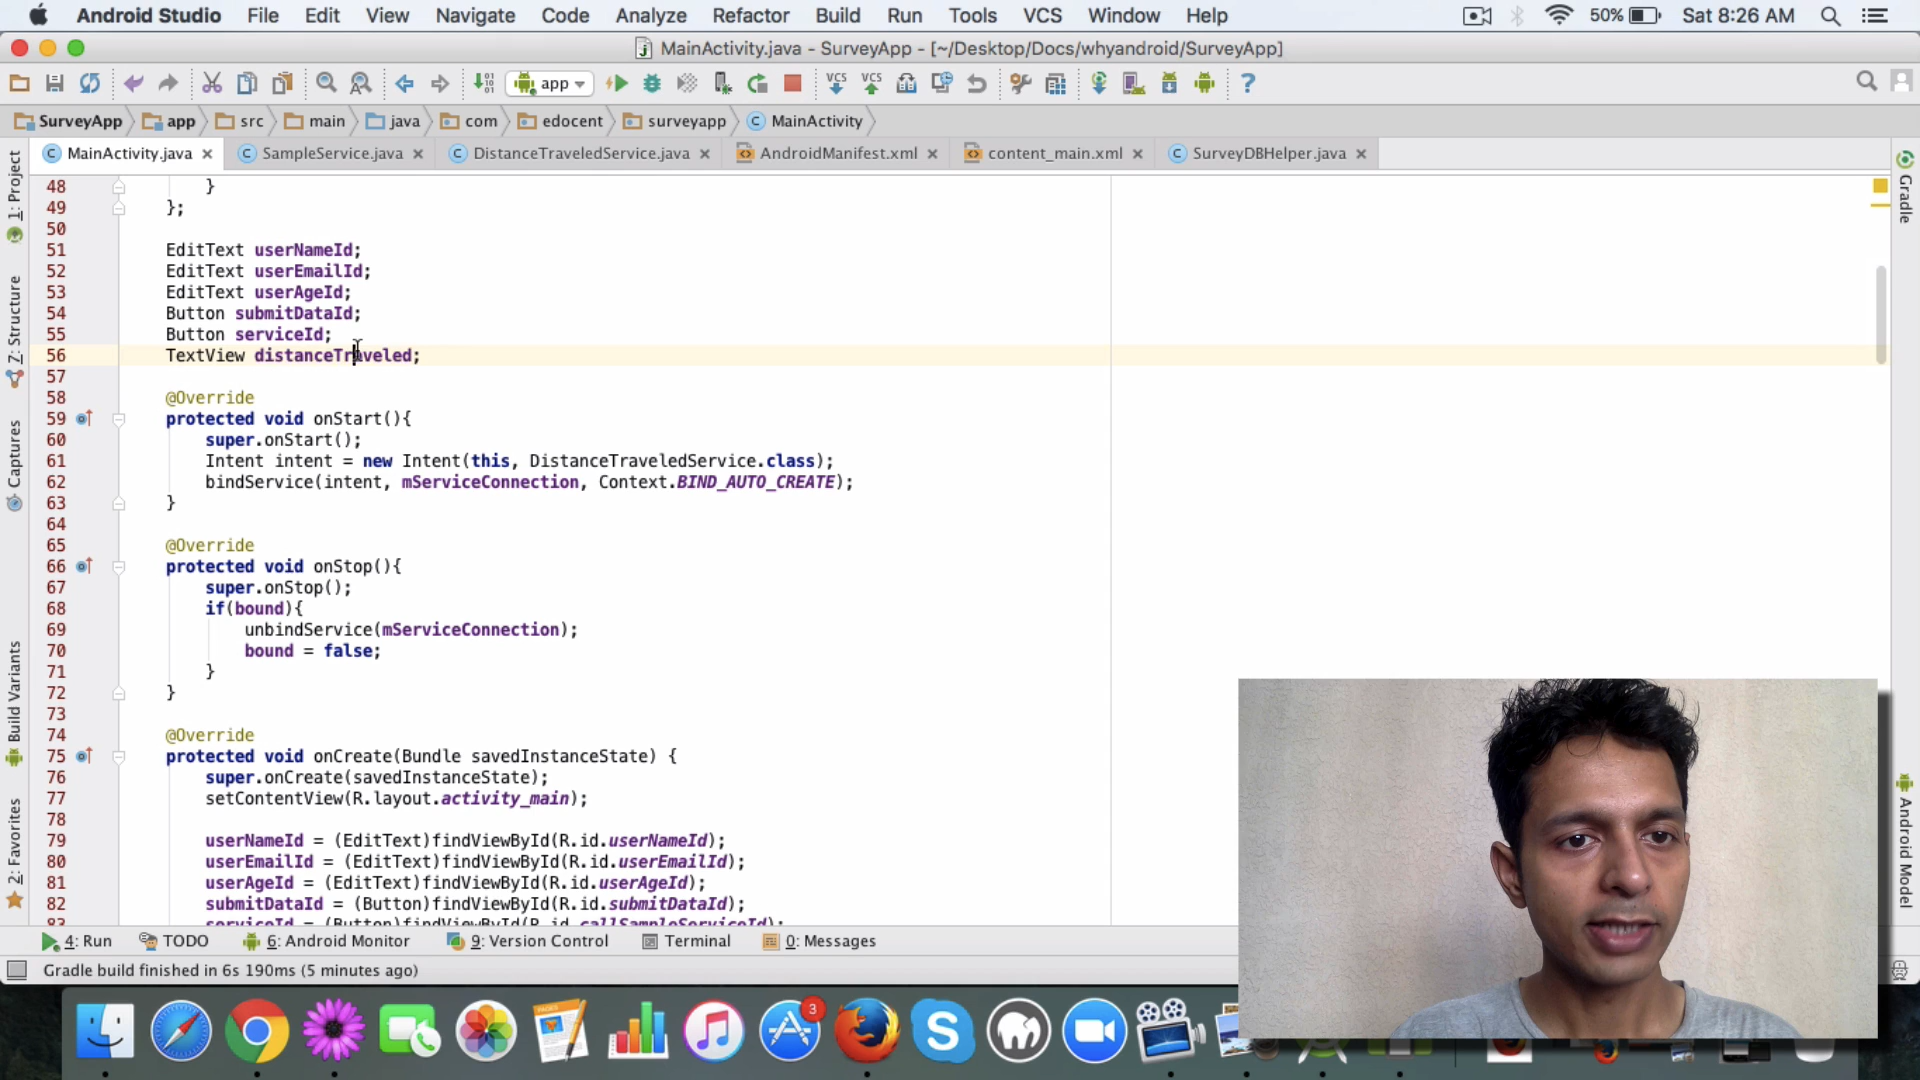 Android Studio File Edit View Navigate Code Analyze Refactor Build Run Tools VCS Window Help 50% Sat 8:26 AM
MainActivity.java - SurveyApp - [~/Desktop/Docs/whyandroid/SurveyApp]
app VCS VCS ?
SurveyApp app src main java com edocent surveyapp MainActivity
MainActivity.java SampleService.java DistanceTraveledService.java AndroidManifest.xml content_main.xml SurveyDBHelper.java
1: Project
Z: Structure
Captures
Build Variants
2: Favorites
Gradle
Android Model
48 }
49 };
50
51 EditText userNameId;
52 EditText userEmailId;
53 EditText userAgeId;
54 Button submitDataId;
55 Button serviceId;
56 TextView distanceTraveled;
57
58 @Override
59 protected void onStart(){
60 super.onStart();
61 Intent intent = new Intent(this, DistanceTraveledService.class);
62 bindService(intent, mServiceConnection, Context.BIND_AUTO_CREATE);
63 }
64
65 @Override
66 protected void onStop(){
67 super.onStop();
68 if(bound){
69 unbindService(mServiceConnection);
70 bound = false;
71 }
72 }
73
74 @Override
75 protected void onCreate(Bundle savedInstanceState) {
76 super.onCreate(savedInstanceState);
77 setContentView(R.layout.activity_main);
78
79 userNameId = (EditText)findViewById(R.id.userNameId);
80 userEmailId = (EditText)findViewById(R.id.userEmailId);
81 userAgeId = (EditText)findViewById(R.id.userAgeId);
82 submitDataId = (Button)findViewById(R.id.submitDataId);
83 serviceId = (Button)findViewById(R.id.callSampleServiceId);
4: Run TODO 6: Android Monitor 9: Version Control Terminal 0: Messages
Gradle build finished in 6s 190ms (5 minutes ago)
PAGES
3